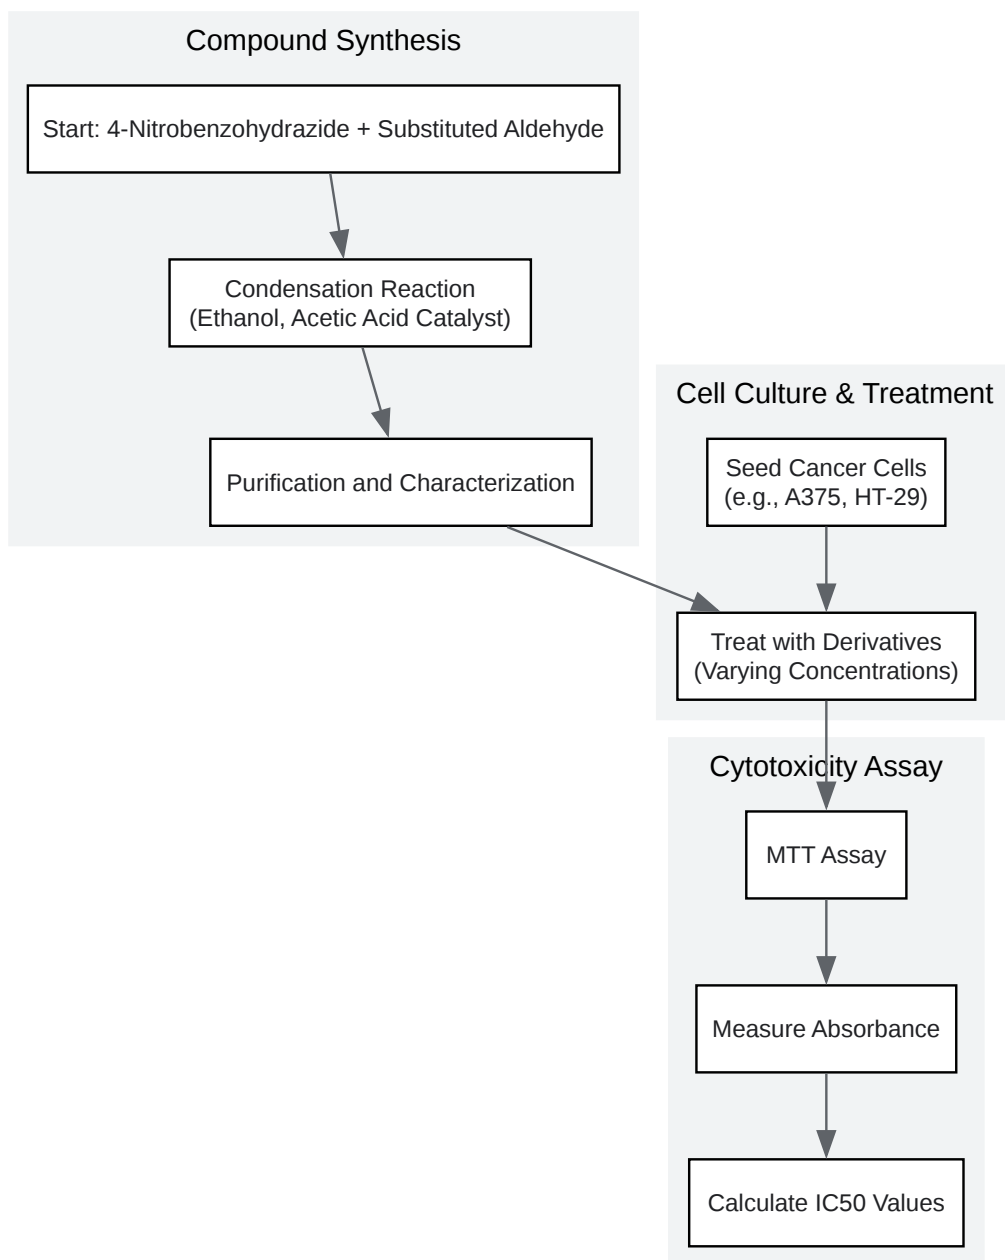 Compound Synthesis
Start: 4-Nitrobenzohydrazide + Substituted Aldehyde
Condensation Reaction
(Ethanol, Acetic Acid Catalyst)
Purification and Characterization
Cell Culture & Treatment
Seed Cancer Cells
(e.g., A375, HT-29)
Treat with Derivatives
(Varying Concentrations)
Cytotoxicity Assay
MTT Assay
Measure Absorbance
Calculate IC50 Values